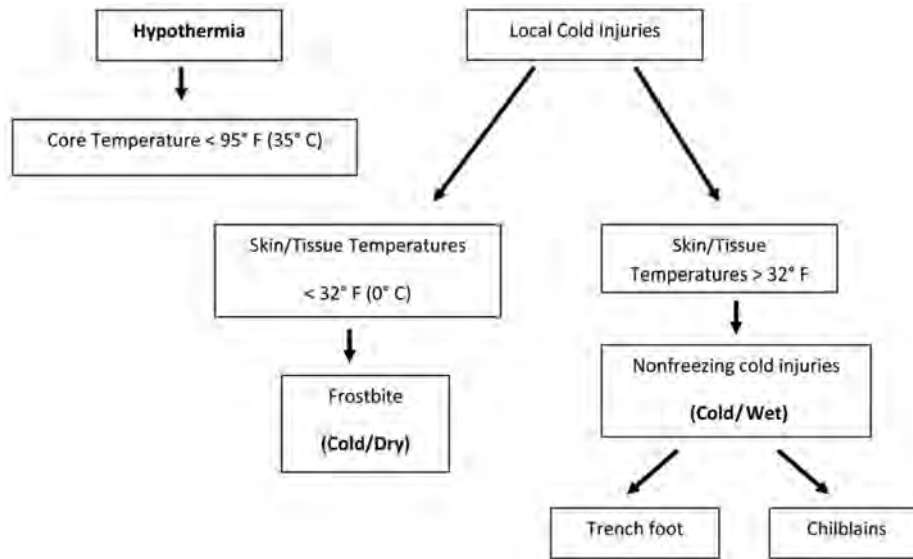 Hypothermia
Local Cold Injuries
Core Temperature < 95° F (35° C)
Skin/Tissue Temperatures
< 32° F (0° C)
Skin/Tissue
Temperatures > 32° F
Frostbite
(Cold/Dry)
Nonfreezing cold injuries
(Cold/Wet)
Trench foot
Chilblains